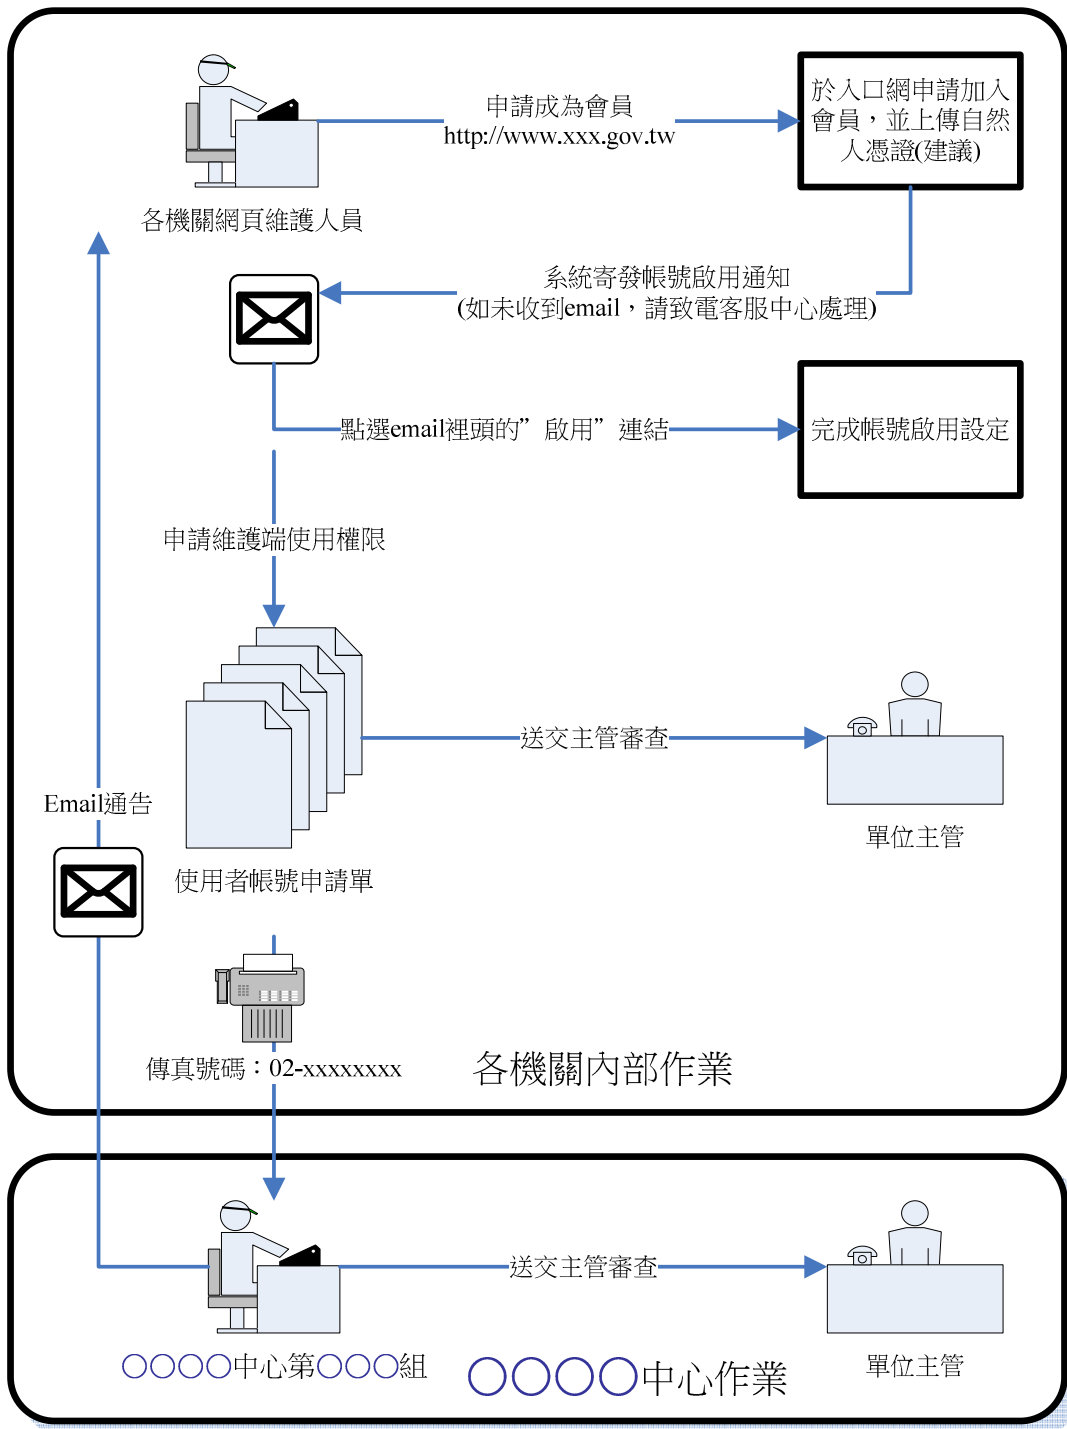 申請成為會員
http://www.xxx.gov.tw
於入口網申請加入
會員，並上傳自然
人憑證(建議)
各機關網頁維護人員
系統寄發帳號啟用通知
(如未收到email，請致電客服中心處理)
點選email裡頭的”啟用”連結
完成帳號啟用設定
申請維護端使用權限
送交主管審查
Email通告
單位主管
使用者帳號申請單
傳真號碼：02-xxxxxxxx
各機關內部作業
送交主管審查
○○○○中心第○○○組
○○○○中心作業
單位主管